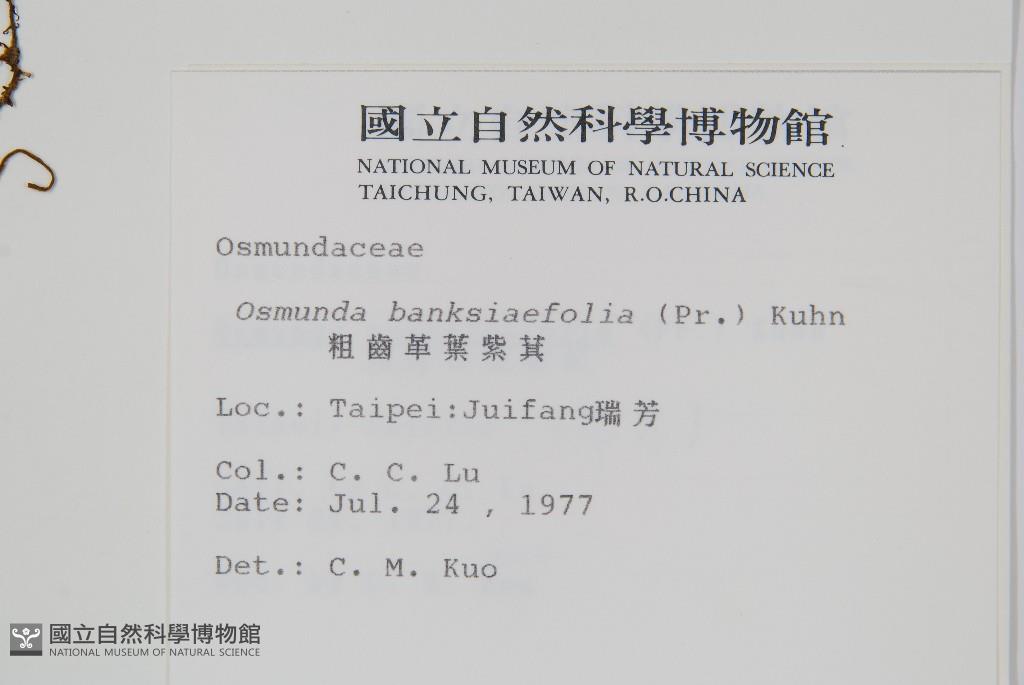 國立自然科學博物館
NATIONAL MUSEUM OF NATURAL SCIENCE
TAICHUNG, TAIWAN, R.O.CHINA
Osmundaceae
Osmunda banksiaefolia (Pr.) Kuhn
粗齒革葉紫萁
Loc.: Taipei:Juifang瑞芳
Col.: C. C. Lu
Date: Jul. 24 , 1977
Det.: C. M. Kuo
國立自然科學博物館
NATIONAL MUSEUM OF NATURAL SCIENCE